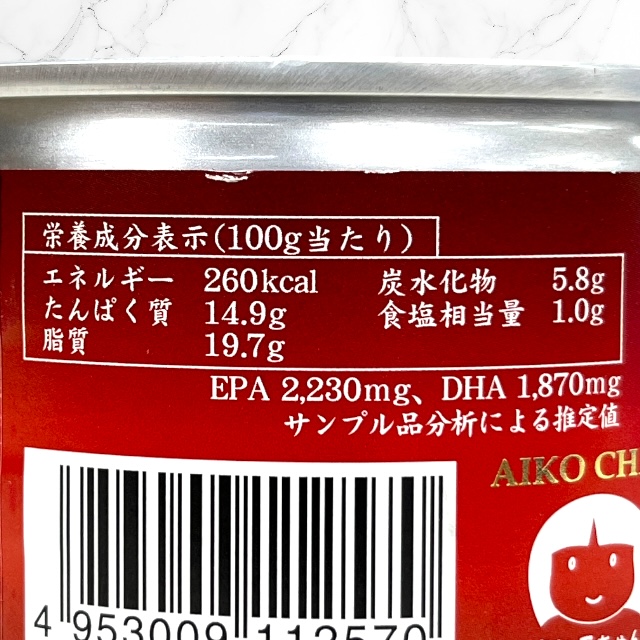 栄養成分表示(100g当たり)
エネルギー 260kcal 炭水化物 5.8g
たんぱく質 14.9g 食塩相当量 1.0g
脂質 19.7g
EPA 2,230mg、DHA 1,870mg
サンプル品分析による推定値
AIKO CH
4 953009 112570